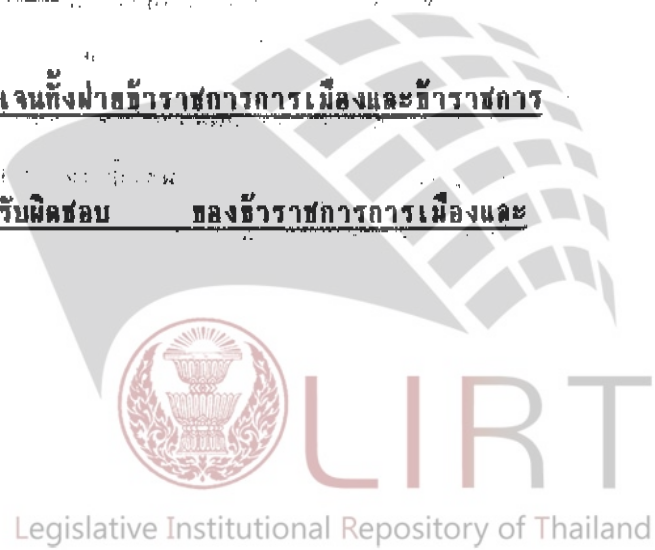 เจนทั้งฝ่ายข้าราชการการเมืองและข้าราชการ
รับผิดชอบ ของข้าราชการการเมืองและ
LIRT
Legislative Institutional Repository of Thailand